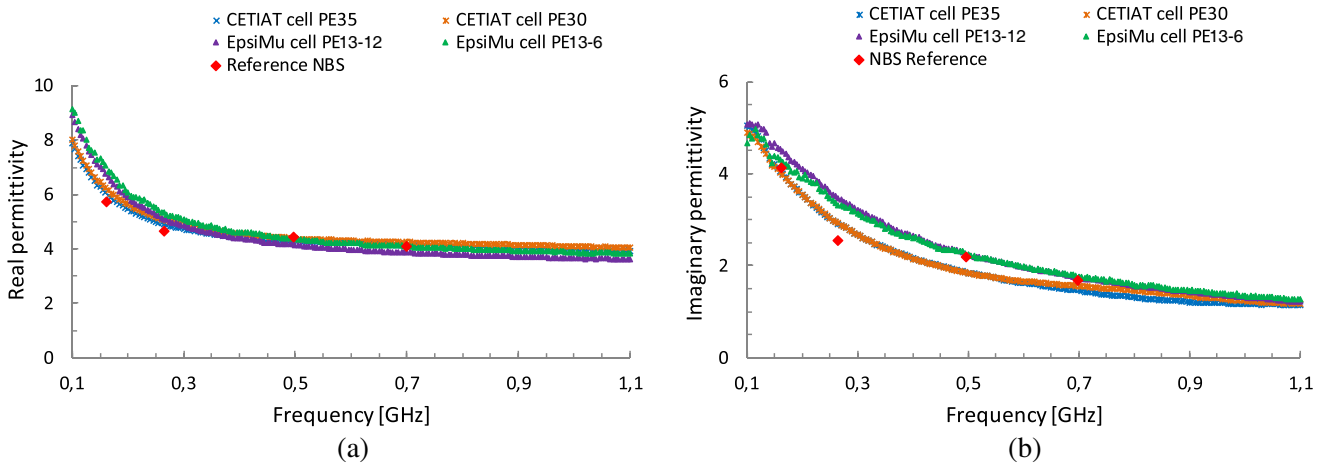 CETIAT cell PE35
CETIAT cell PE30
EpsiMu cell PE13-12
EpsiMu cell PE13-6
Reference NBS
Real permittivity
10
8
6
4
2
0
0,1
0,3
0,5
0,7
0,9
1,1
Frequency [GHz]
(a)
CETIAT cell PE35
CETIAT cell PE30
EpsiMu cell PE13-12
EpsiMu cell PE13-6
NBS Reference
Imaginary permittivity
6
4
2
0
0,1
0,3
0,5
0,7
0,9
1,1
Frequency [GHz]
(b)